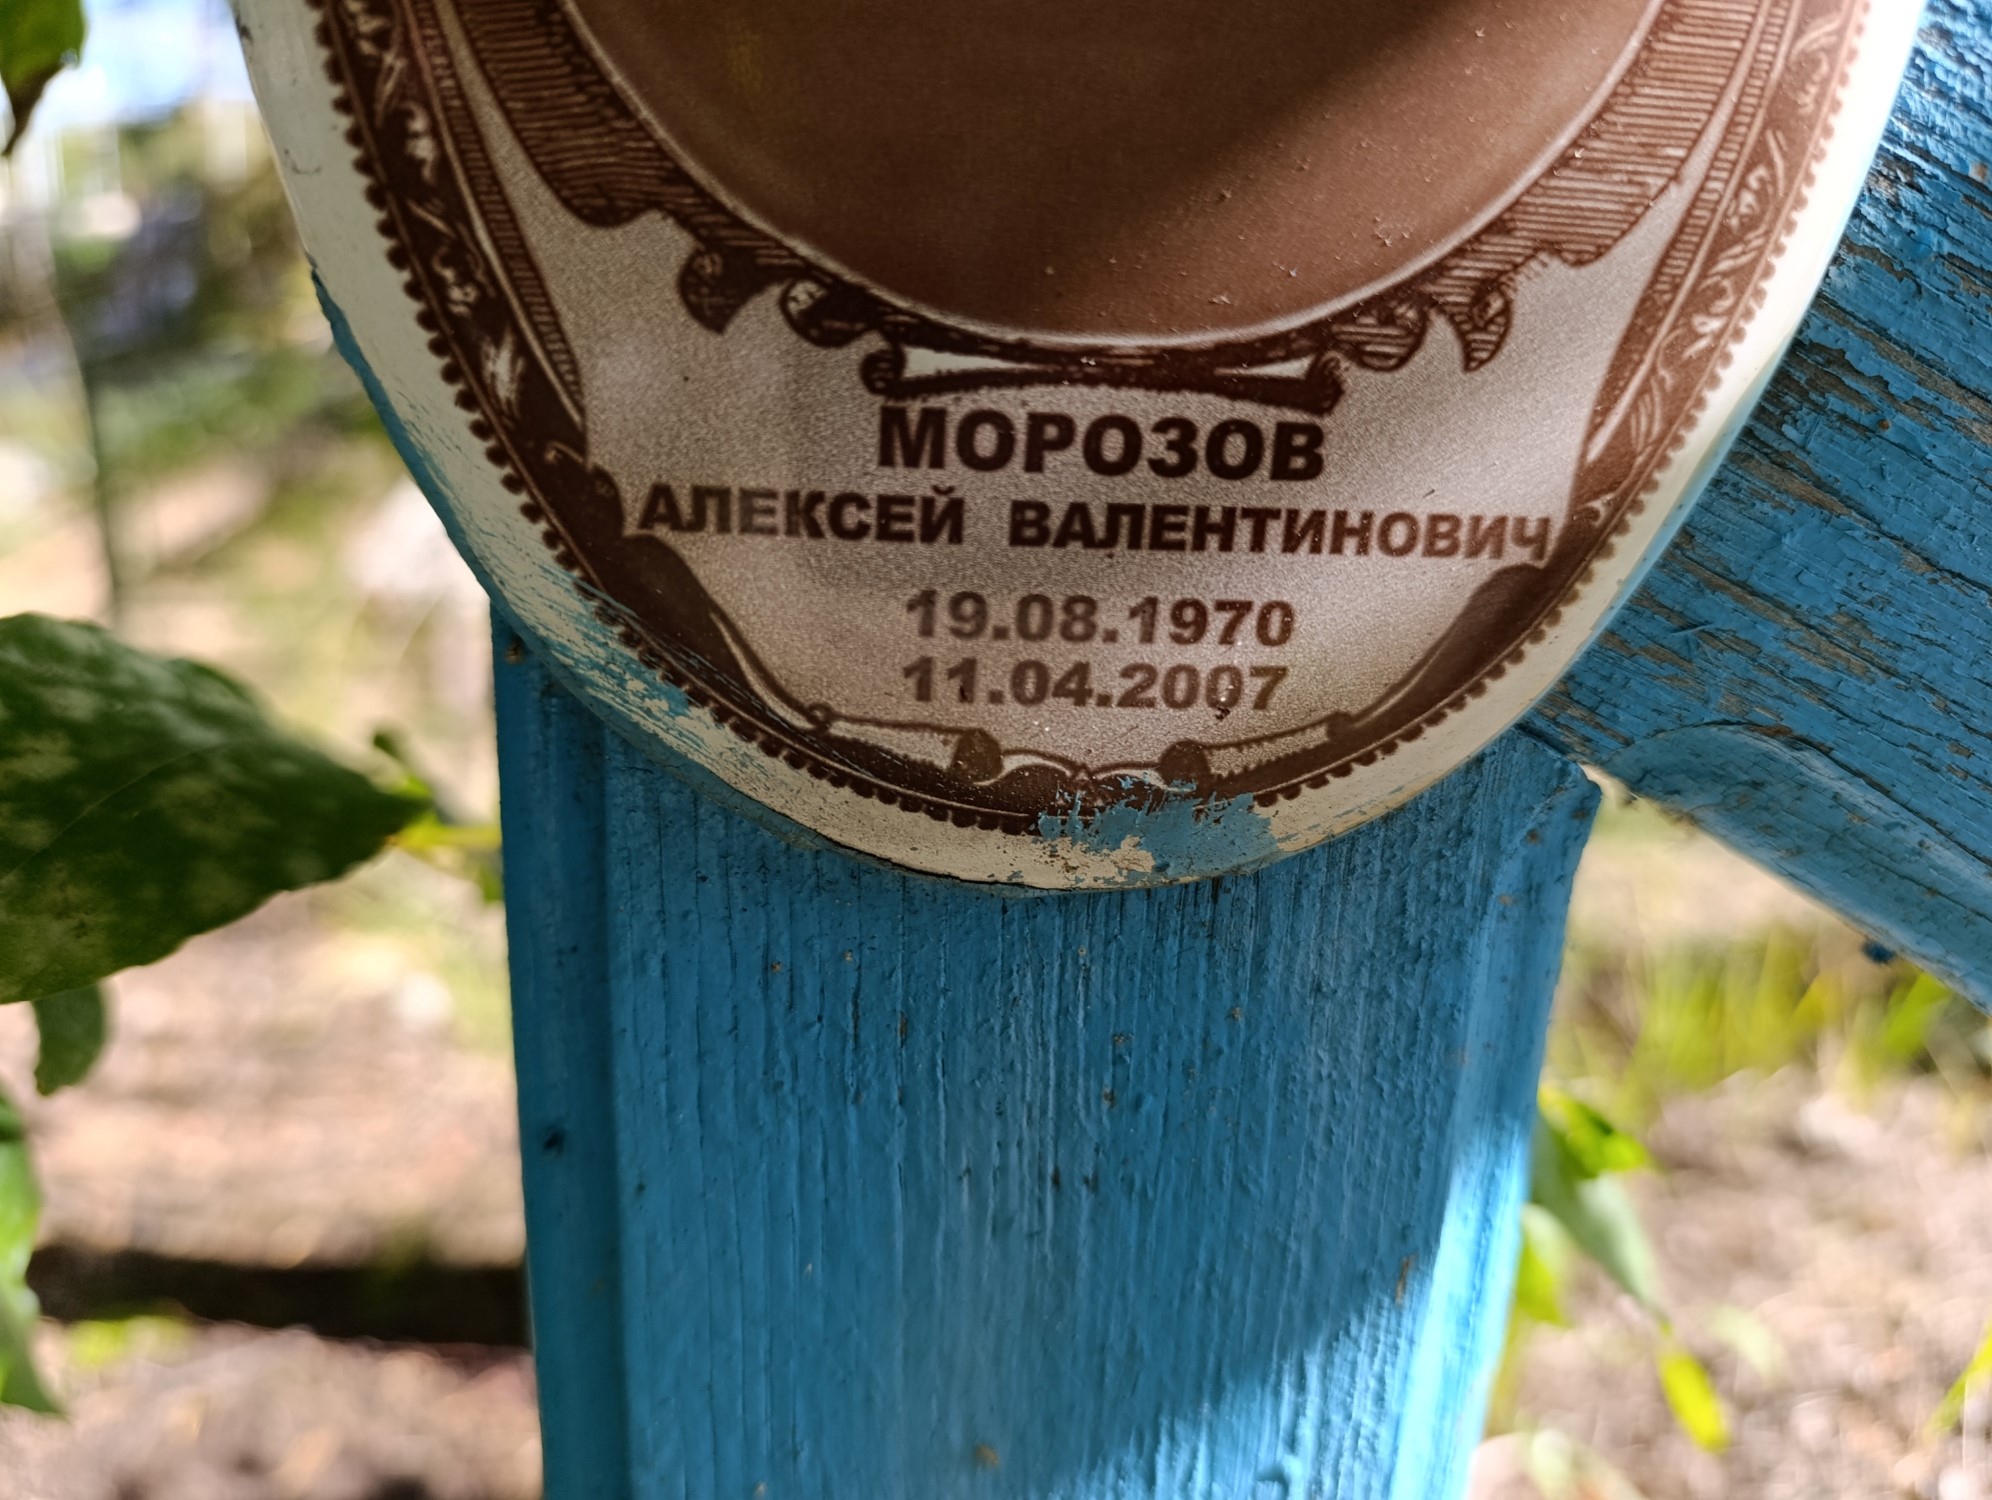 МОРОЗОВ
АЛЕКСЕЙ ВАЛЕНТИНОВИЧ
19.08.1970
11.04.2007